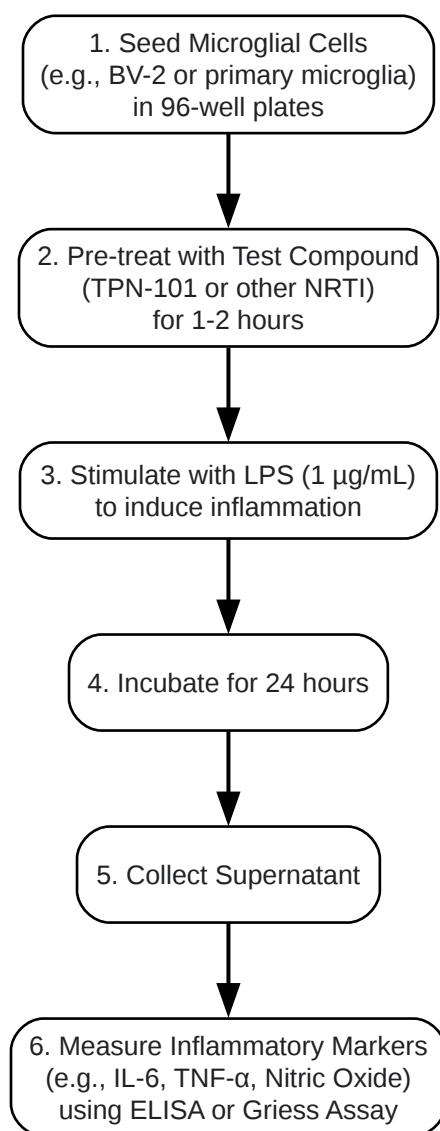 1. Seed Microglial Cells
(e.g., BV-2 or primary microglia)
in 96-well plates
2. Pre-treat with Test Compound
(TPN-101 or other NRTI)
for 1-2 hours
3. Stimulate with LPS (1 µg/mL)
to induce inflammation
4. Incubate for 24 hours
5. Collect Supernatant
6. Measure Inflammatory Markers
(e.g., IL-6, TNF-α, Nitric Oxide)
using ELISA or Griess Assay